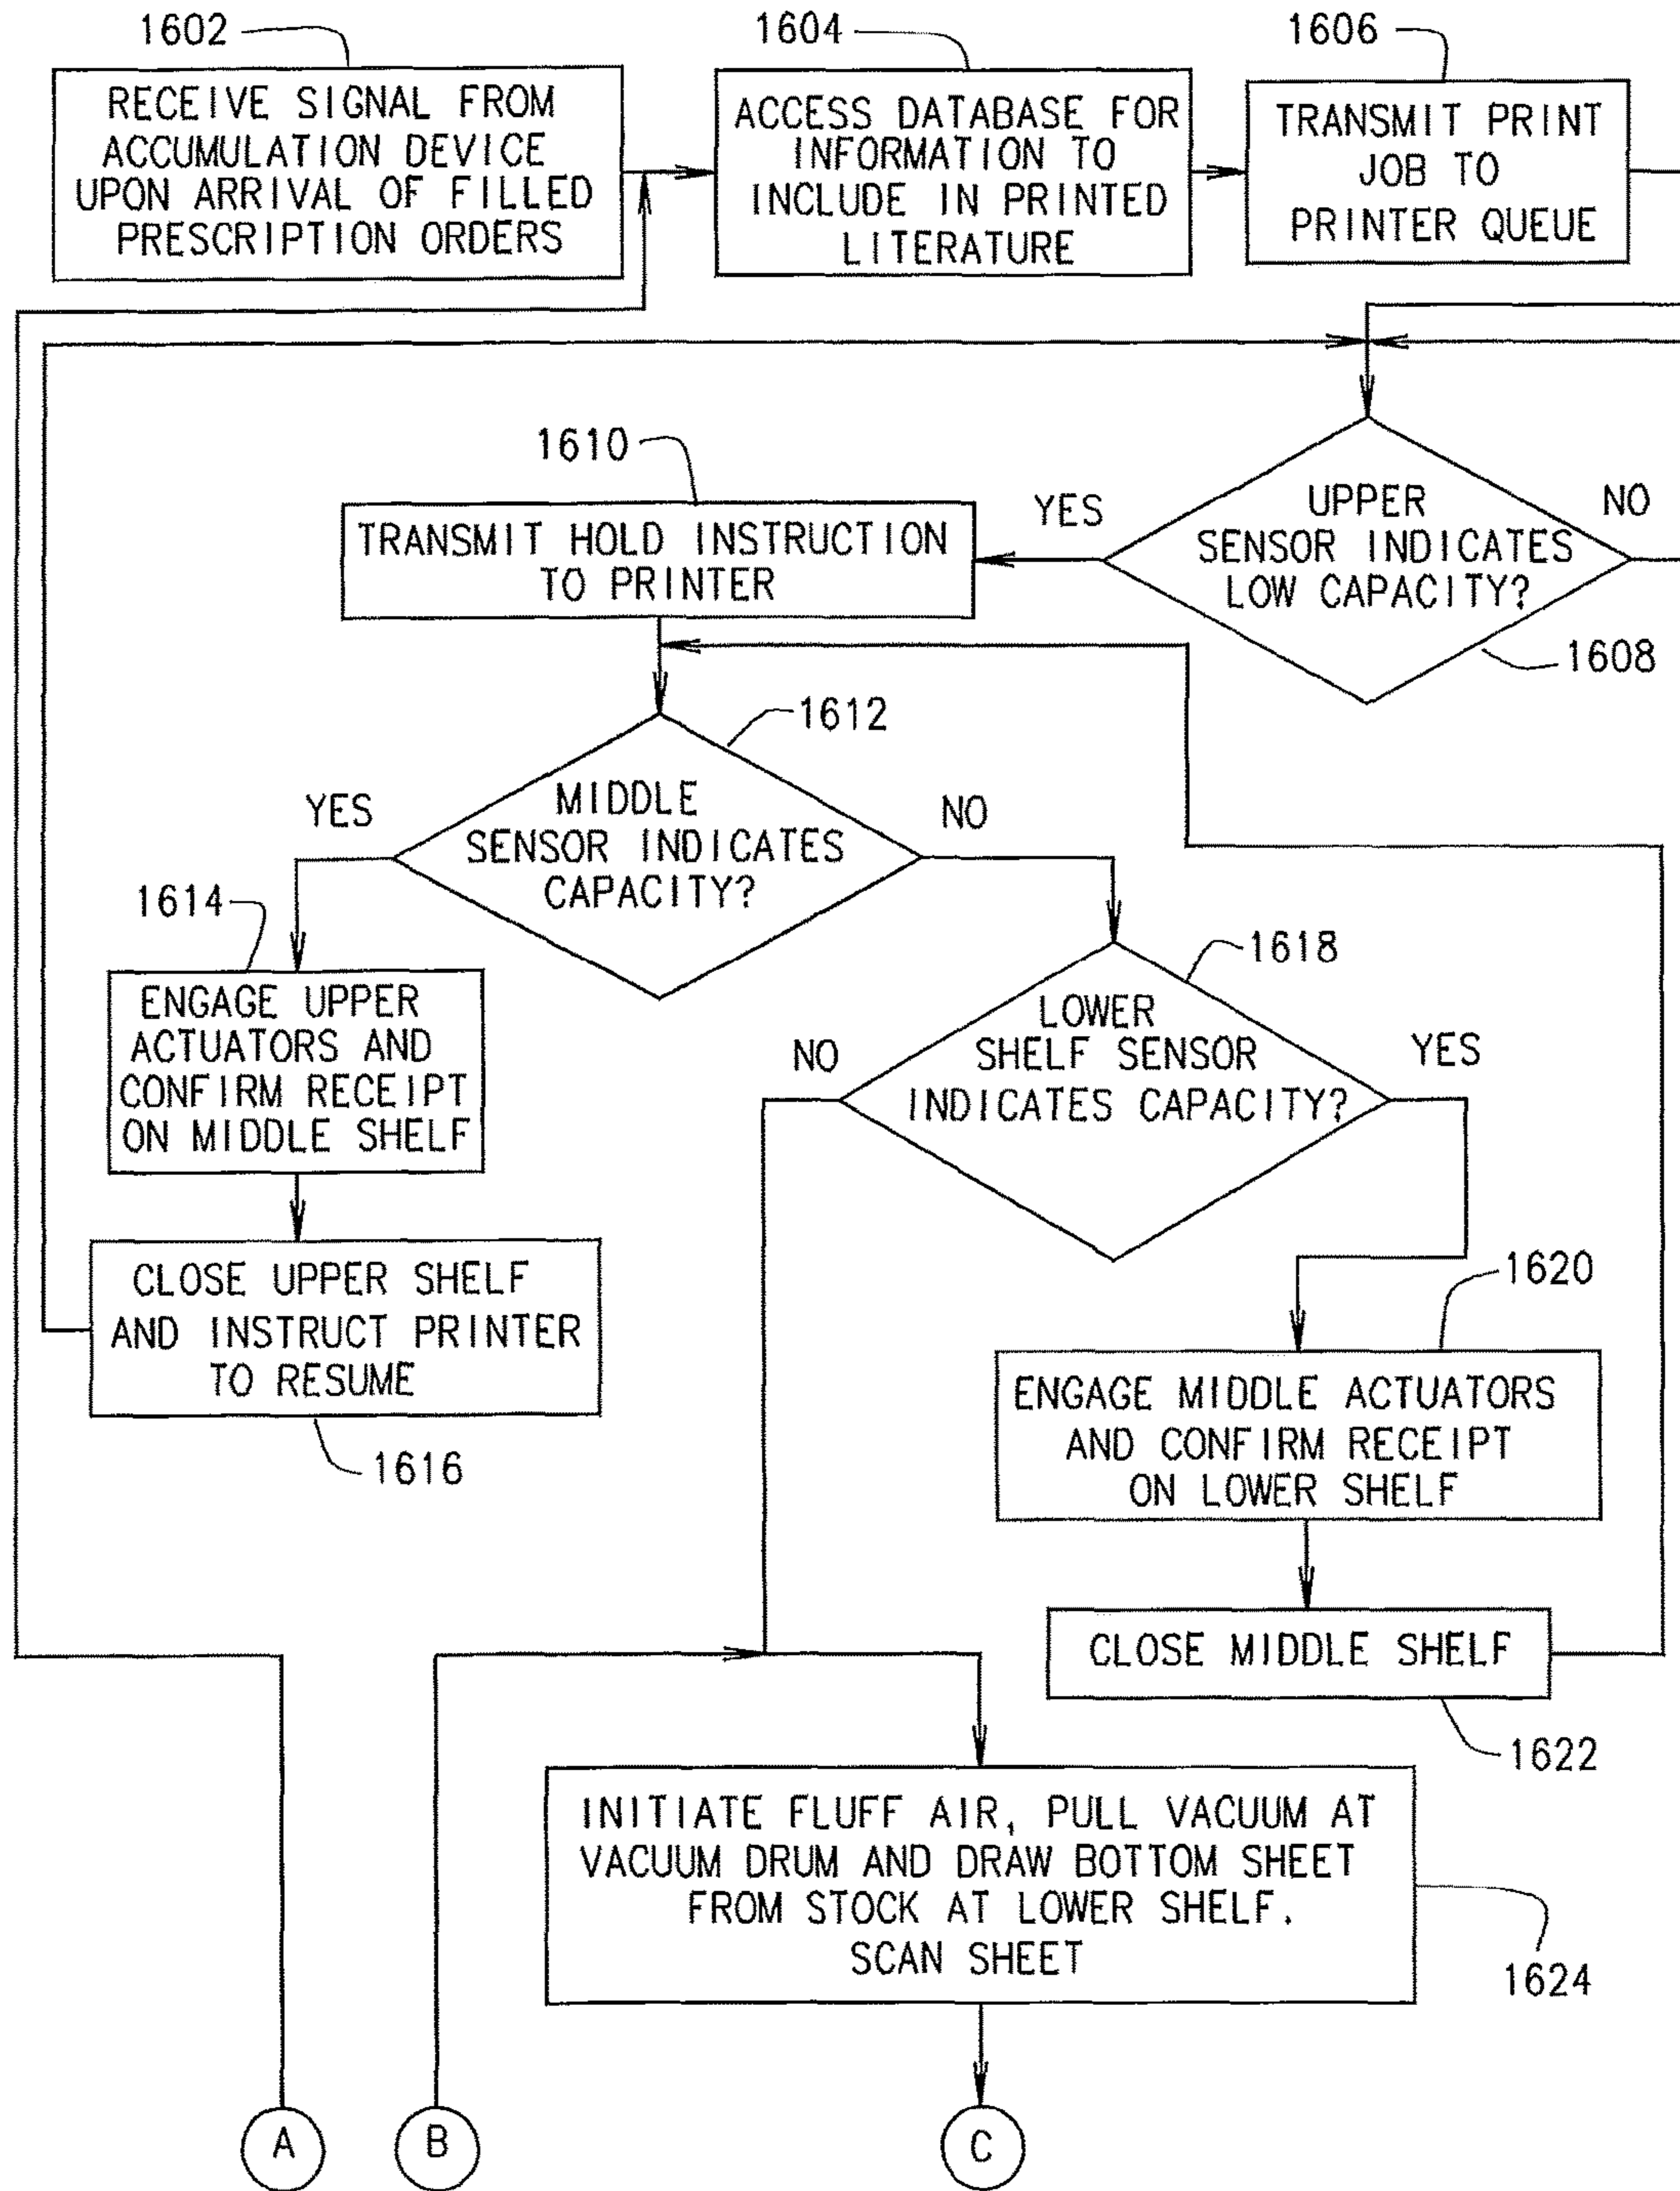 1602
RECEIVE SIGNAL FROM
ACCUMULATION DEVICE
UPON ARRIVAL OF FILLED
PRESCRIPTION ORDERS
1604
ACCESS DATABASE FOR
INFORMATION TO
INCLUDE IN PRINTED
LITERATURE
1606
TRANSMIT PRINT
JOB TO
PRINTER QUEUE
UPPER
SENSOR INDICATES
LOW CAPACITY?
YES
NO
1608
1610
TRANSMIT HOLD INSTRUCTION
TO PRINTER
1612
MIDDLE
SENSOR INDICATES
CAPACITY?
YES
NO
1614
ENGAGE UPPER
ACTUATORS AND
CONFIRM RECEIPT
ON MIDDLE SHELF
CLOSE UPPER SHELF
AND INSTRUCT PRINTER
TO RESUME
1616
1618
LOWER
SHELF SENSOR
INDICATES CAPACITY?
NO
YES
1620
ENGAGE MIDDLE ACTUATORS
AND CONFIRM RECEIPT
ON LOWER SHELF
CLOSE MIDDLE SHELF
1622
INITIATE FLUFF AIR, PULL VACUUM AT
VACUUM DRUM AND DRAW BOTTOM SHEET
FROM STOCK AT LOWER SHELF.
SCAN SHEET
1624
A
B
C